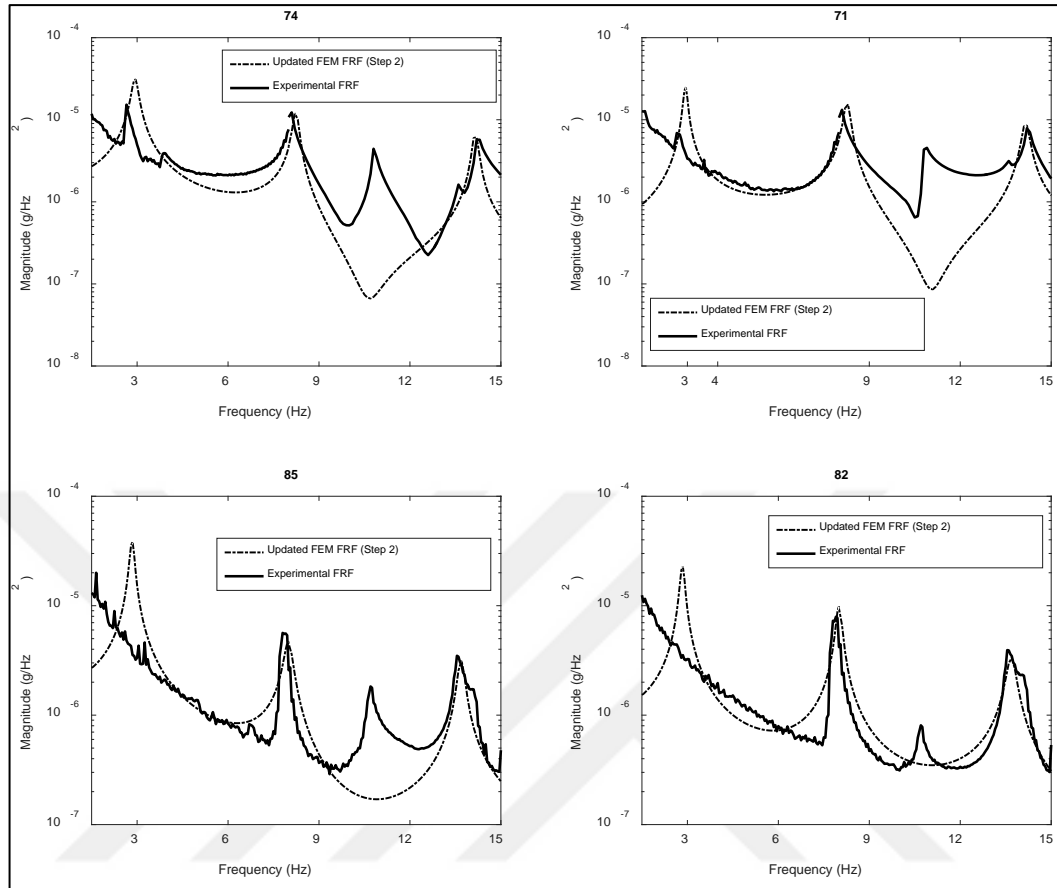 74
10 -4
10 -5
10 -6
10 -7
10 -8
Magnitude (g/Hz 2 )
Updated FEM FRF (Step 2)
Experimental FRF
3 6 9 12 15
Frequency (Hz)
71
10 -4
10 -5
10 -6
10 -7
10 -8
Magnitude (g/Hz 2 )
Updated FEM FRF (Step 2)
Experimental FRF
3 4 9 12 15
Frequency (Hz)
85
10 -4
10 -5
10 -6
10 -7
Magnitude (g/Hz 2 )
Updated FEM FRF (Step 2)
Experimental FRF
3 6 9 12 15
Frequency (Hz)
82
10 -4
10 -5
10 -6
10 -7
Magnitude (g/Hz 2 )
Updated FEM FRF (Step 2)
Experimental FRF
3 9 12 15
Frequency (Hz)